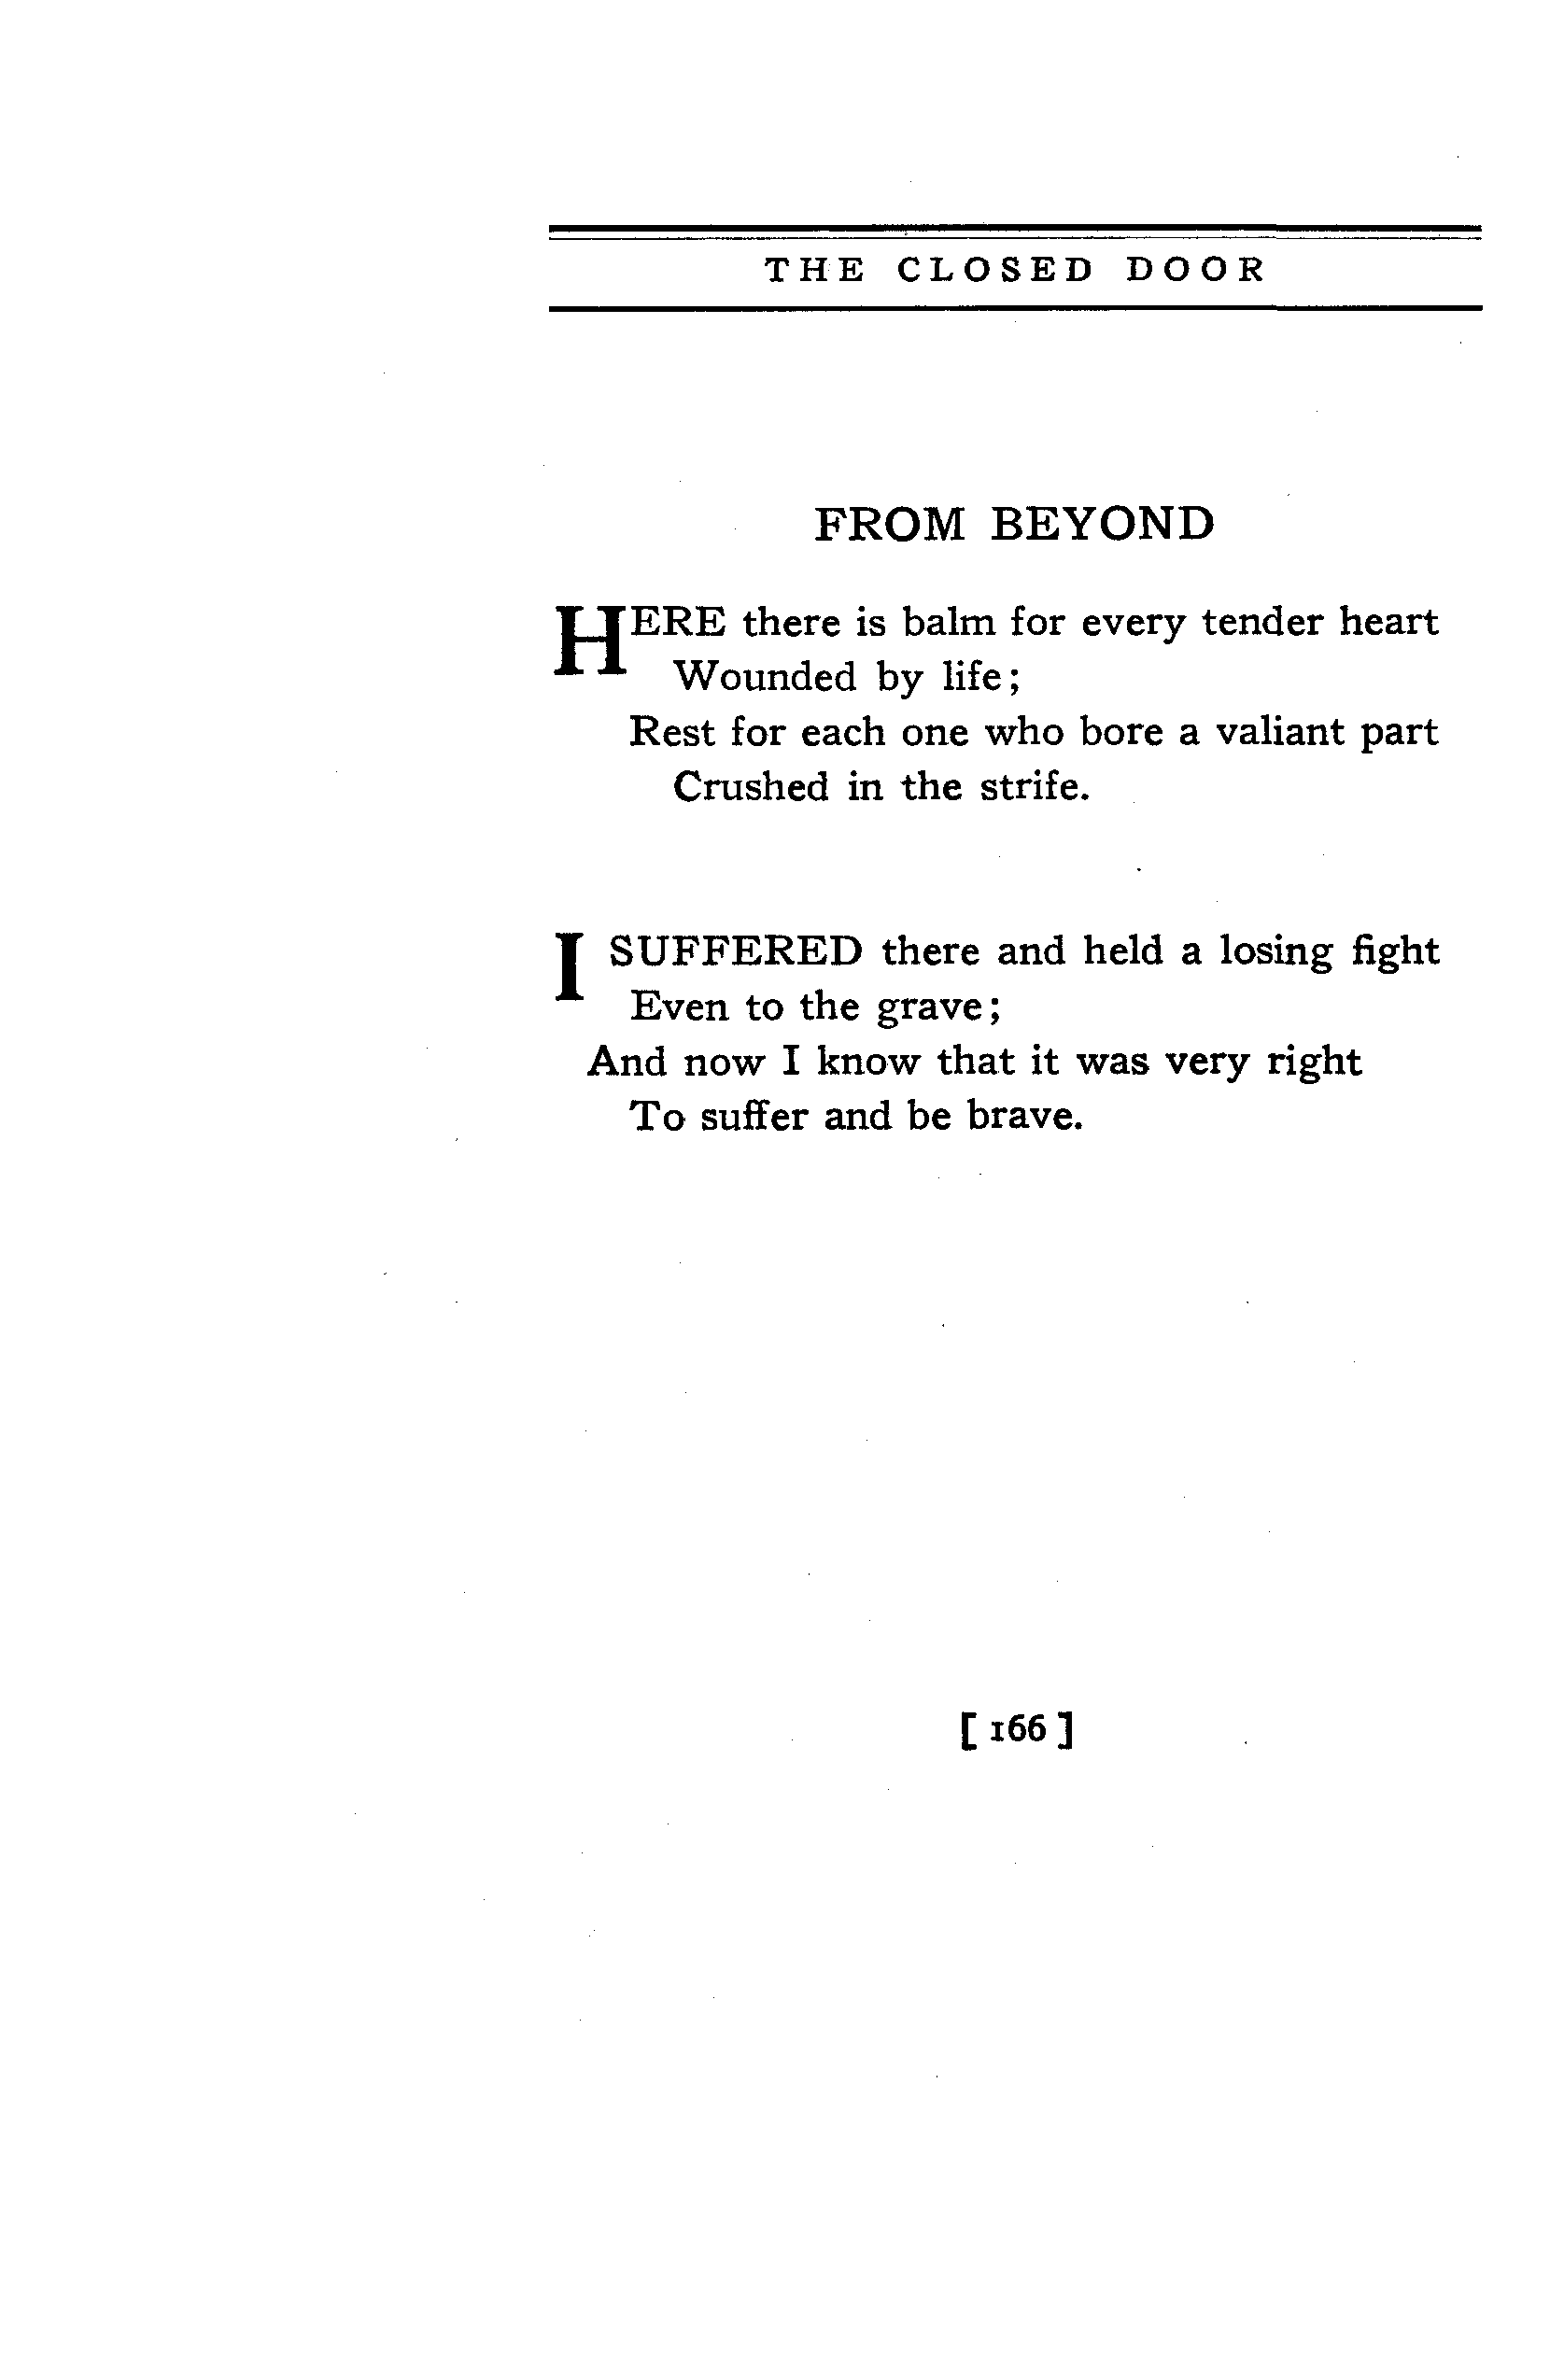 THE CLOSED DOOR
FROM BEYOND
HERE there is balm for every tender heart
Wounded by life;
Rest for each one who bore a valiant part
Crushed in the strife.
I SUFFERED there and held a losing fight
Even to the grave;
And now I know that it was very right
To suffer and be brave.
[ 166 ]